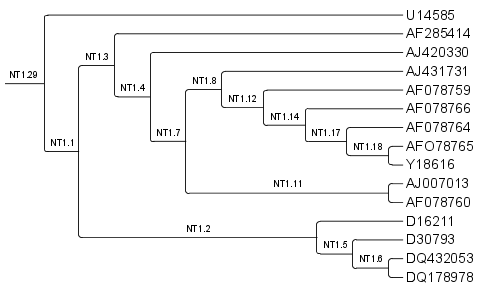 U14585
AF285414
NT1.3
AJ420330
NT1.29
AJ431731
NT1.8
NT1.4
AF078759
NT1.12
AF078766
NT1.14
AF078764
NT1.17
NT1.7
NT1.1
AFO78765
NT1.18
Y18616
AJ007013
NT1.11
AF078760
D16211
NT1.2
D30793
NT1.5
DQ432053
NT1.6
DQ178978